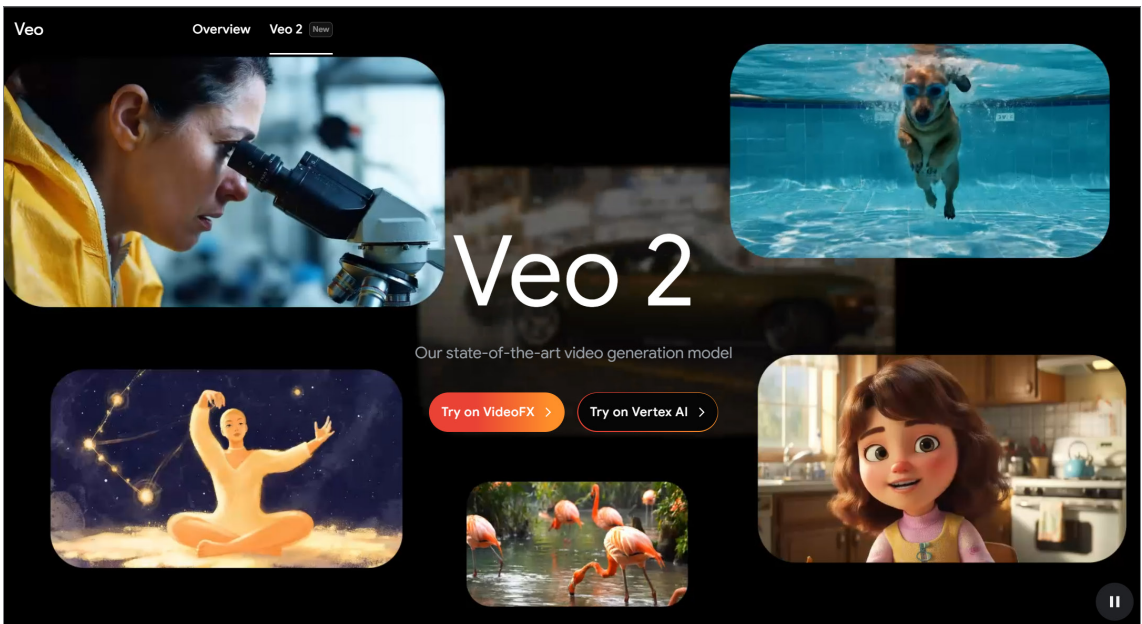 Veo
Overview
Veo 2
New
Veo 2
Our state-of-the-art video generation model
Try on VideoFX
Try on Vertex AI